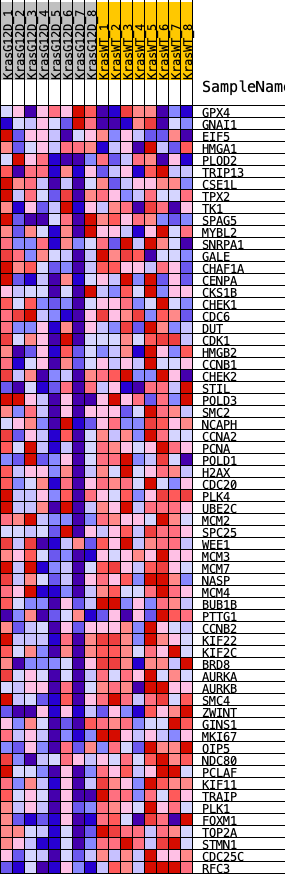 KrasG12D_1
KrasG12D_2
KrasG12D_3
KrasG12D_4
KrasG12D_5
KrasG12D_6
KrasG12D_7
KrasG12D_8
KrasWT_1
KrasWT_2
KrasWT_3
KrasWT_4
KrasWT_5
KrasWT_6
KrasWT_7
KrasWT_8
SampleName
GPX4
GNAI1
EIF5
HMGA1
PLOD2
TRIP13
CSE1L
TPX2
TK1
SPAG5
MYBL2
SNRPA1
GALE
CHAF1A
CENPA
CKS1B
CHEK1
CDC6
DUT
CDK1
HMGB2
CCNB1
CHEK2
STIL
POLD3
SMC2
NCAPH
CCNA2
PCNA
POLD1
H2AX
CDC20
PLK4
UBE2C
MCM2
SPC25
WEE1
MCM3
MCM7
NASP
MCM4
BUB1B
PTTG1
CCNB2
KIF22
KIF2C
BRD8
AURKA
AURKB
SMC4
ZWINT
GINS1
MKI67
OIP5
NDC80
PCLAF
KIF11
TRAIP
PLK1
FOXM1
TOP2A
STMN1
CDC25C
RFC3